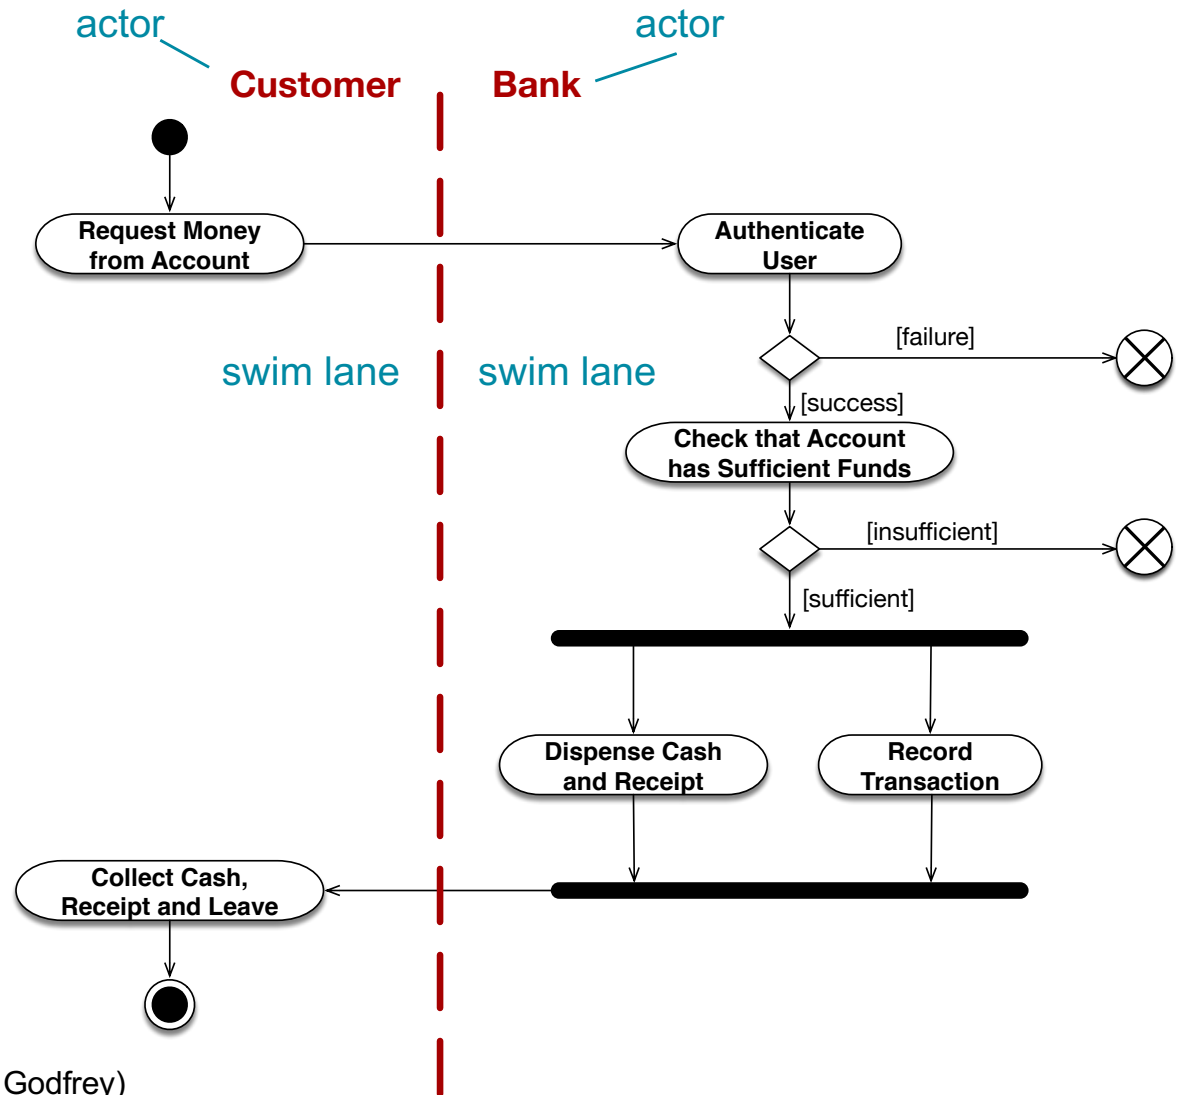 actor
actor
Customer
Bank
Request Money
from Account
Authenticate
User
[failure]
swim lane
swim lane
[success]
Check that Account
has Sufficient Funds
[insufficient]
[sufficient]
Dispense Cash
and Receipt
Record
Transaction
Collect Cash,
Receipt and Leave
Godfrey)